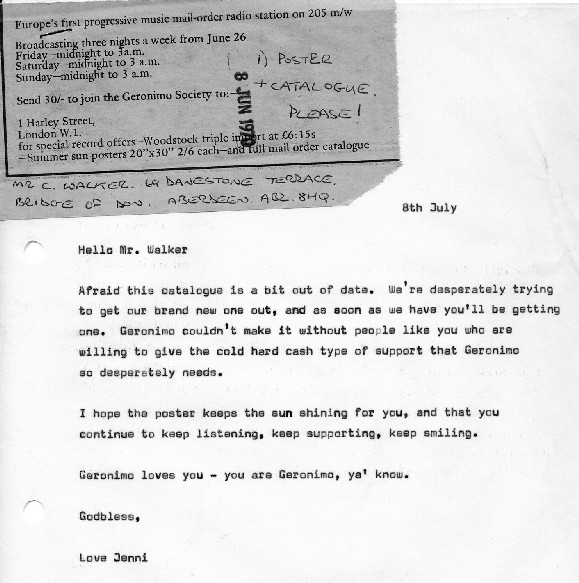 Europe's first progressive music mail-order radio station on 205 m/w
Broadcasting three nights a week from June 26
Friday—midnight to 3a.m.
Saturday—midnight to 3 a.m.
Sunday—midnight to 3 a.m.
Send 30/- to join the Geronimo Society to:—
1 Harley Street,
London W.1.
for special record offers—Woodstock triple import at £6:15s
—Summer sun posters 20"x30" 2/6 each—and full mail order catalogue
i) POSTER
+ CATALOGUE.
PLEASE!
8 JUN 1970
MR C. WALKER. 69 DANESTONE TERRACE.
BRIDGE OF DON. ABERDEEN. AB2. 8HQ.
8th July
Hello Mr. Walker
Afraid this catalogue is a bit out of date. We're desperately trying
to get our brand new one out, and as soon as we have you'll be getting
one. Geronimo couldn't make it without people like you who are
willing to give the cold hard cash type of support that Geronimo
so desperately needs.
I hope the poster keeps the sun shining for you, and that you
continue to keep listening, keep supporting, keep smiling.
Geronimo loves you - you are Geronimo, ya' know.
Godbless,
Love Jenni